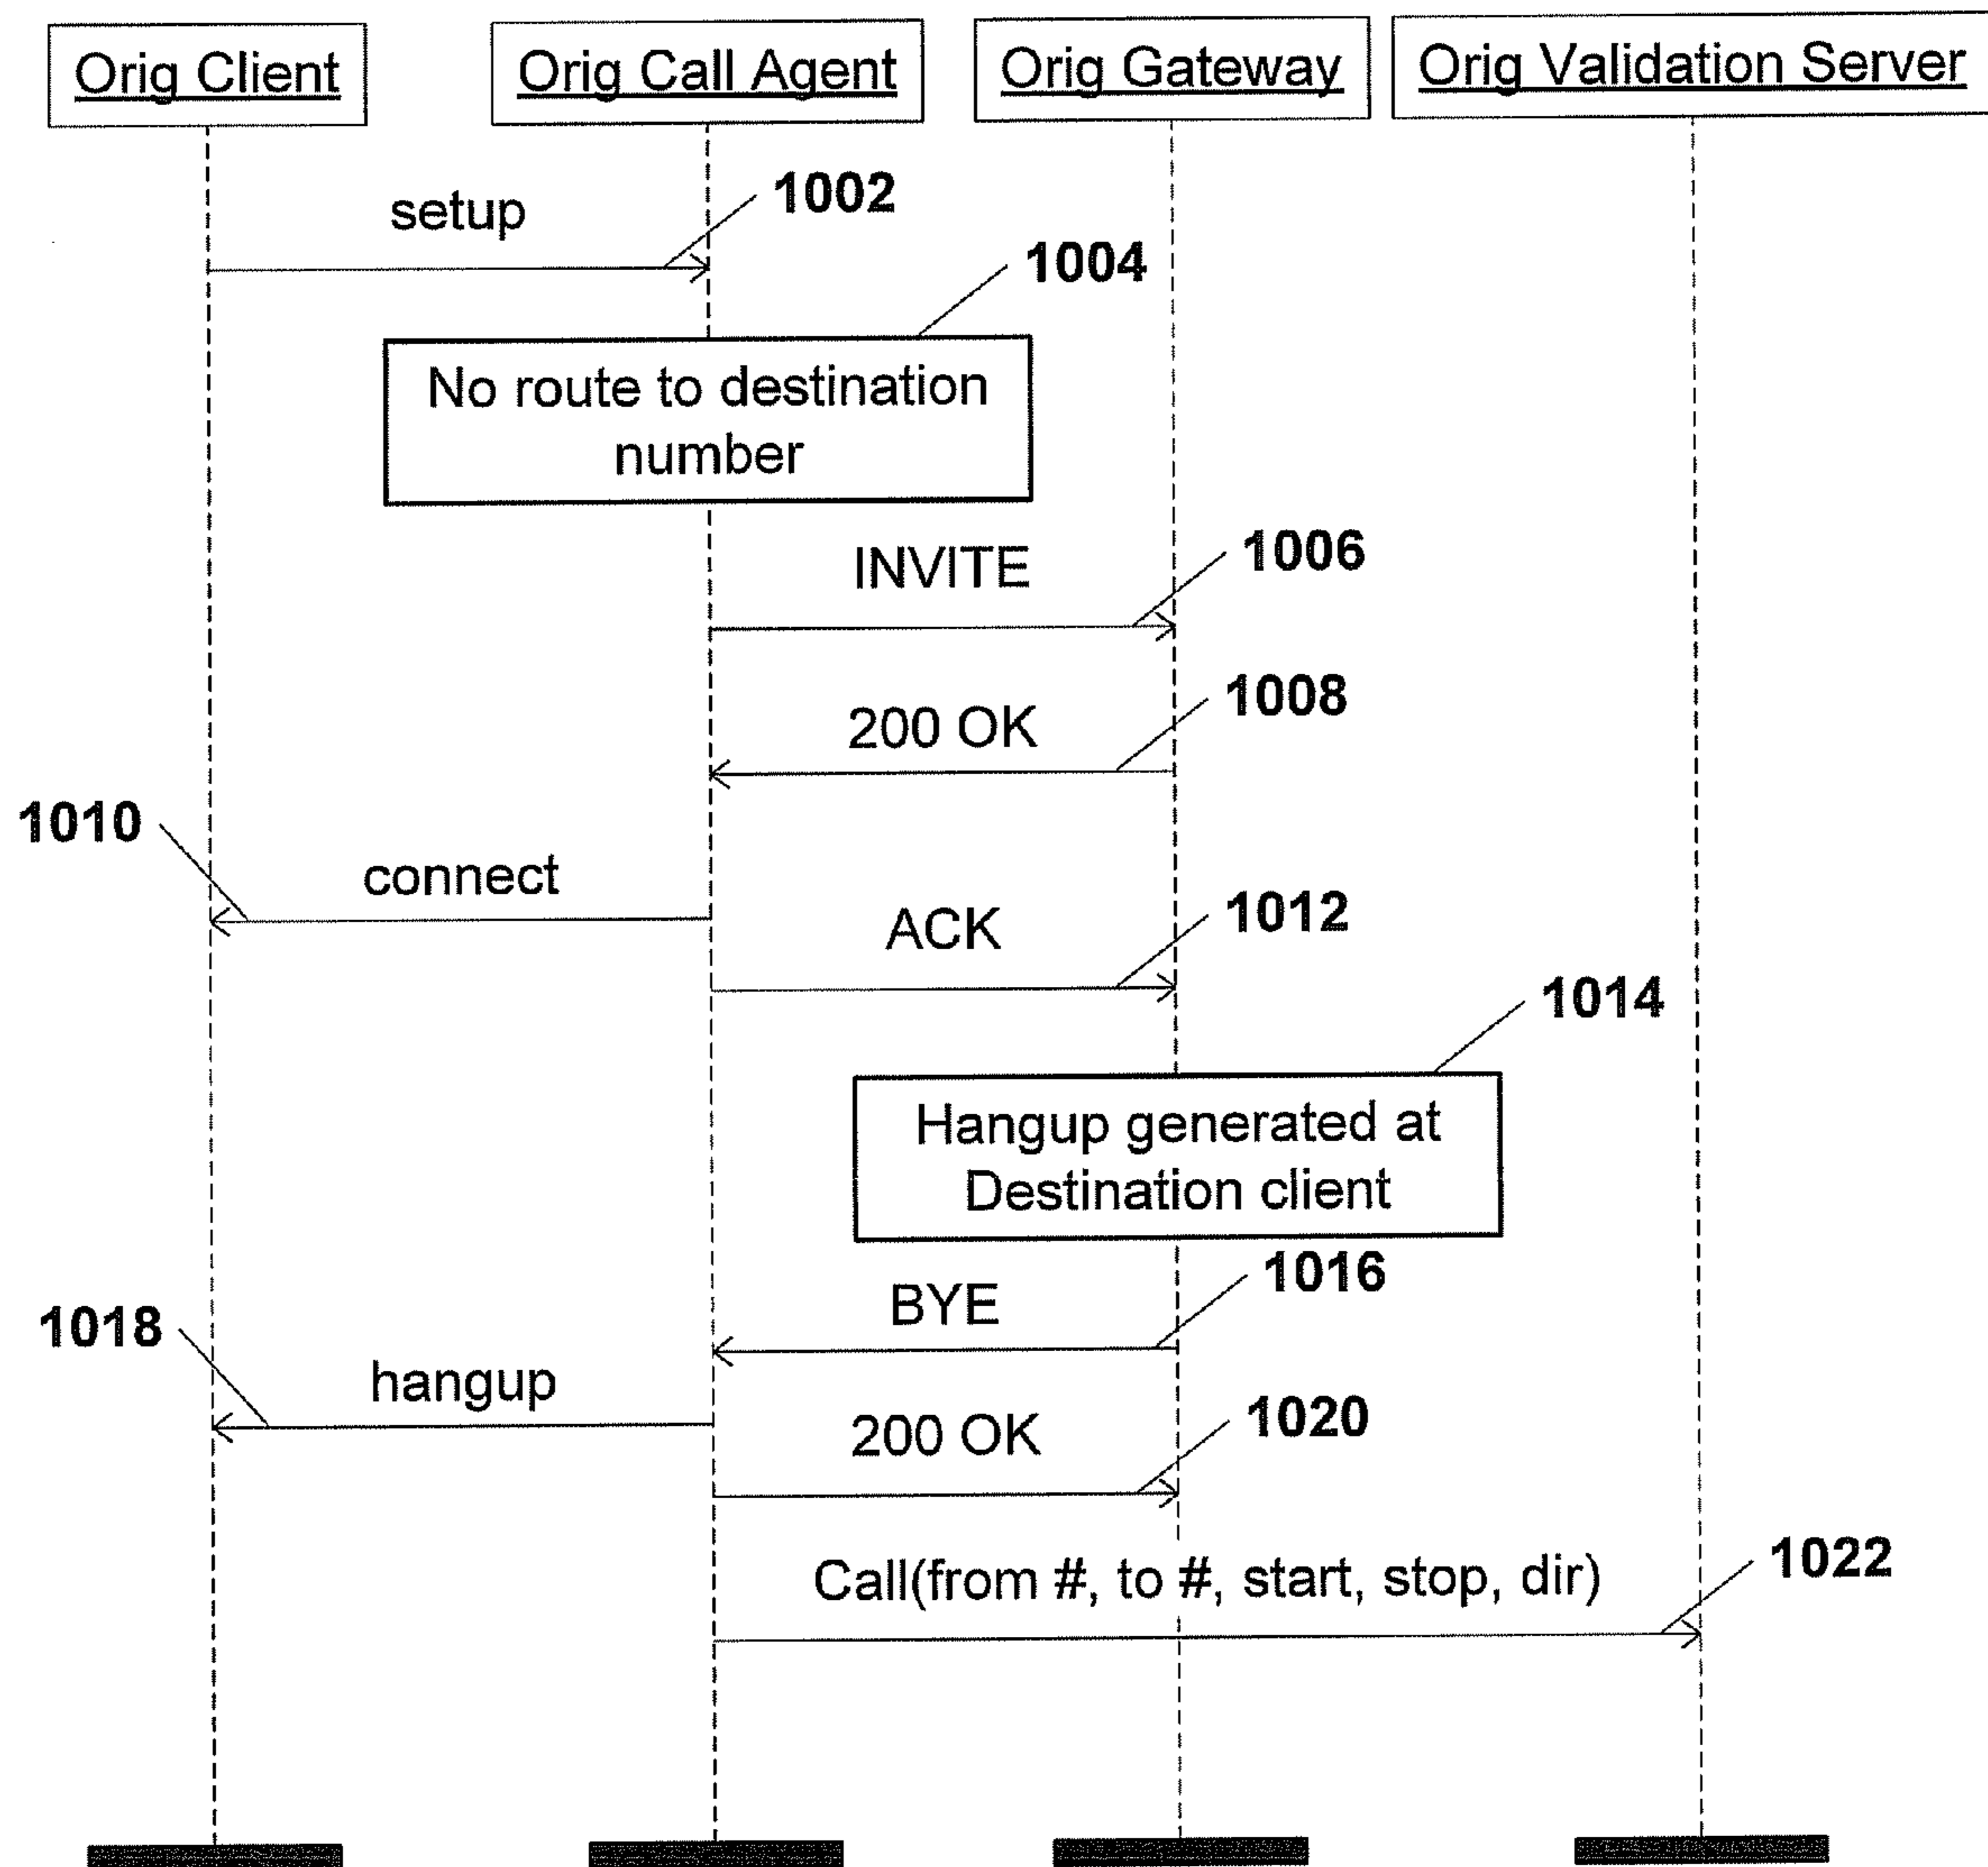 Orig Client
Orig Call Agent
Orig Gateway
Orig Validation Server
setup
1002
1004
No route to destination
number
INVITE
1006
200 OK
1008
1010
connect
ACK
1012
1014
Hangup generated at
Destination client
BYE
1016
1018
hangup
200 OK
1020
Call(from #, to #, start, stop, dir)
1022